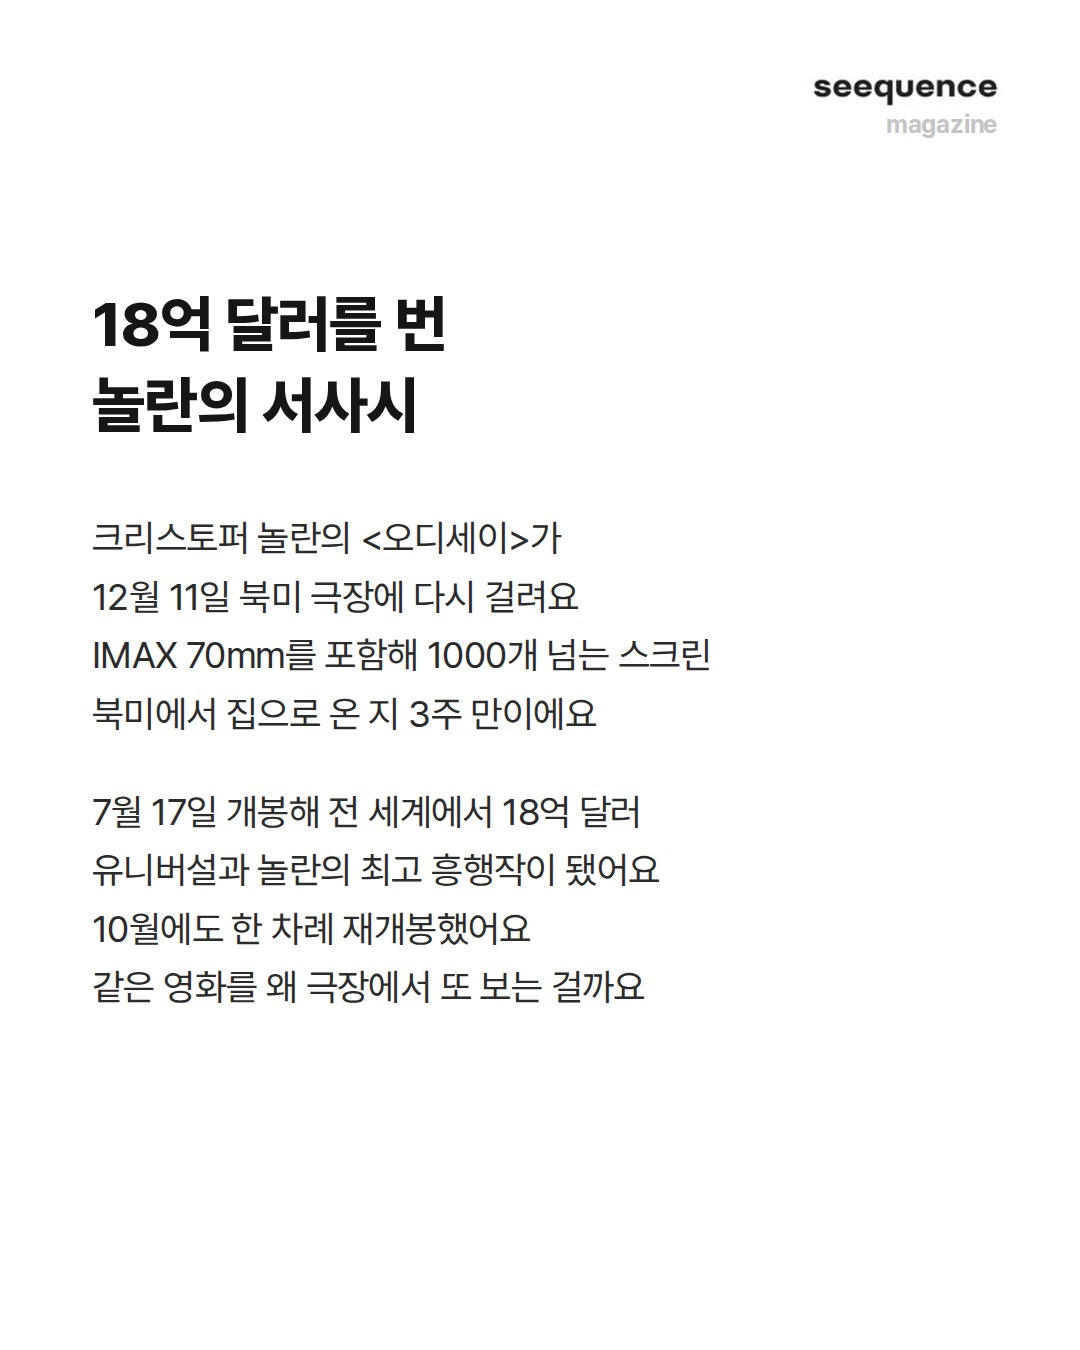 seequence
magazine
18억 달러를 번
놀란의 서사시
크리스토퍼 놀란의 <오디세이>가
12월 11일 북미 극장에 다시 걸려요
IMAX 70mm를 포함해 1000개 넘는 스크린
북미에서 집으로 온 지 3주 만이에요
7월 17일 개봉해 전 세계에서 18억 달러
유니버설과 놀란의 최고 흥행작이 됐어요
10월에도 한 차례 재개봉했어요
같은 영화를 왜 극장에서 또 보는 걸까요